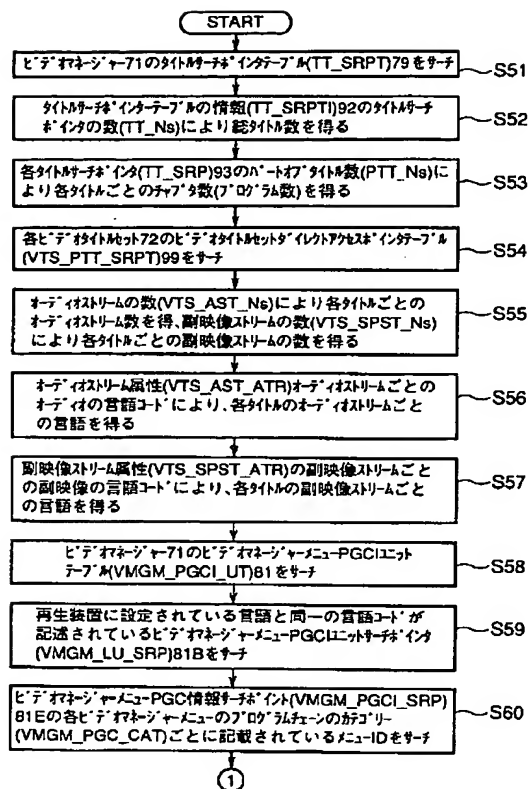 START
ビデオマネージャー71のタイトルサーチポインタテーブル(TT_SRPT)79をサーチ
S51
タイトルサーチポインターテーブルの情報(TT_SRPTI)92のタイトルサーチ
ポインタの数(TT_Ns)により総タイトル数を得る
S52
各タイトルサーチポインタ(TT_SRP)93のパートオブタイトル数(PTT_Ns)に
より各タイトルごとのチャプタ数(プログラム数)を得る
S53
各ビデオタイトルセット72のビデオタイトルセットダイレクトアクセスポインタテーブル
(VTS_PTT_SRPT)99をサーチ
S54
オーディオストリームの数(VTS_AST_Ns)により各タイトルごとの
オーディオストリーム数を得、副映像ストリームの数(VTS_SPST_Ns)
により各タイトルごとの副映像ストリームの数を得る
S55
オーディオストリーム属性(VTS_AST_ATR)オーディオストリームごとの
オーディオの言語コードにより、各タイトルのオーディオストリームごと
の言語を得る
S56
副映像ストリーム属性(VTS_SPST_ATR)の副映像ストリームごと
の副映像の言語コードにより、各タイトルの副映像ストリームごと
の言語を得る
S57
ビデオマネージャー71のビデオマネージャーメニューPGCIユニット
テーブル(VMGM_PGCI_UT)81をサーチ
S58
再生装置に設定されている言語と同一の言語コードが
記述されているビデオマネージャーメニューPGCIユニットサーチポインタ
(VMGM_LU_SRP)81Bをサーチ
S59
ビデオマネージャーメニューPGC情報サーチポイント(VMGM_PGCI_SRP)
81Eの各ビデオマネージャーメニューのプログラムチェーンのカテゴリー
(VMGM_PGC_CAT)ごとに記載されているメニューIDをサーチ
S60
1